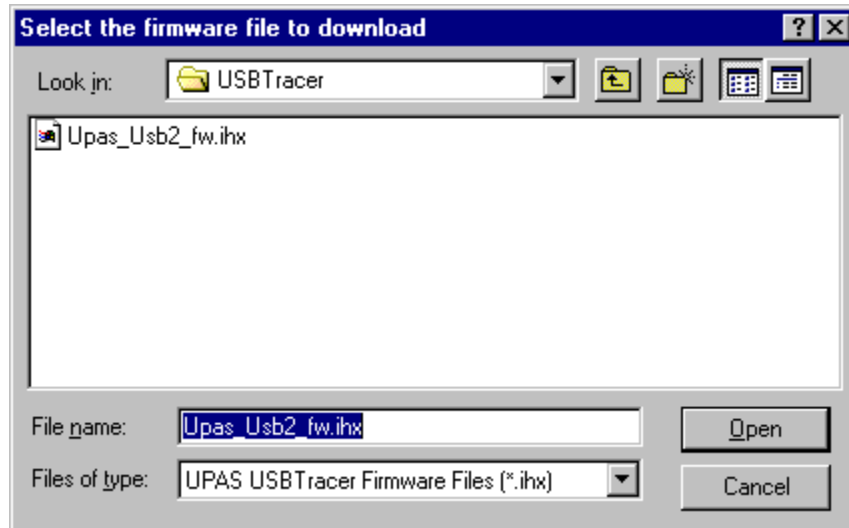 Select the firmware file to download
Look in: USBTracer
Upas_Usb2_fw.ihx
File name: Upas_Usb2_fw.ihx Open
Files of type: UPAS USBTracer Firmware Files (*.ihx) Cancel